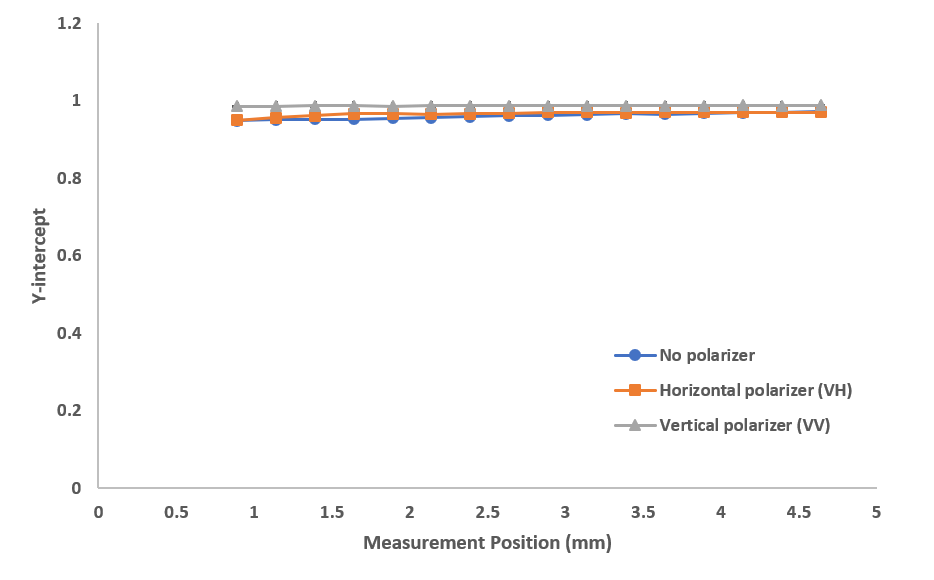 1.2
1
0.8
0.6
0.4
0.2
0
Y-intercept
No polarizer
Horizontal polarizer (VH)
Vertical polarizer (VV)
0 0.5 1 1.5 2 2.5 3 3.5 4 4.5 5
Measurement Position (mm)